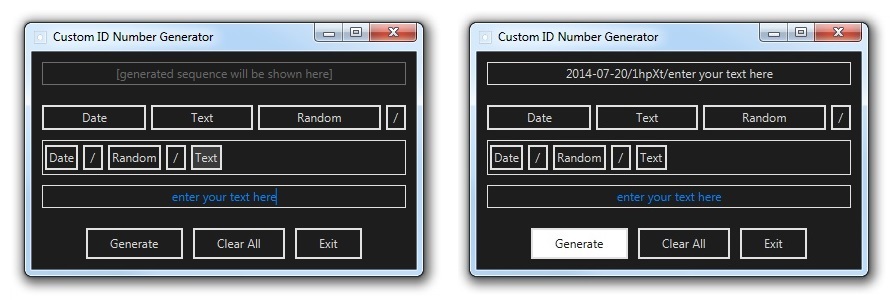 Custom ID Number Generator
[generated sequence will be shown here]
Date Text Random /
Date / Random / Text
enter your text here
Generate Clear All Exit
Custom ID Number Generator
2014-07-20/1hpXt/enter your text here
Date Text Random /
Date / Random / Text
enter your text here
Generate Clear All Exit